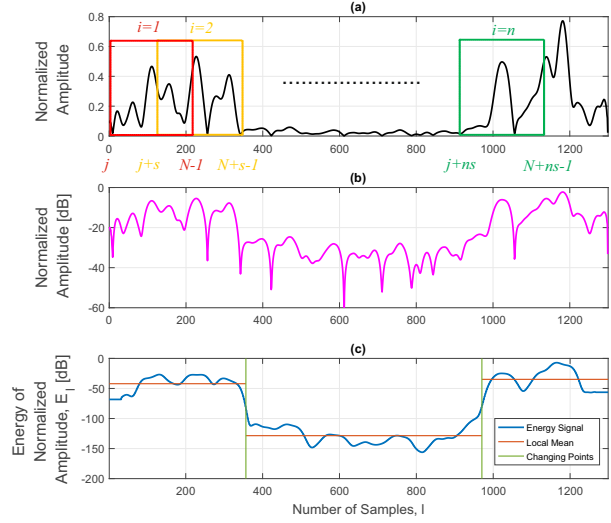 (a)
i=1
i=2
i=n
Normalized
Amplitude
0.8
0.6
0.4
0.2
0
0
200
400
600
800
1000
1200
j
j+s
N-1
N+s-1
j+ns
N+ns-1
(b)
Normalized
Amplitude [dB]
0
-20
-40
-60
0
200
400
600
800
1000
1200
(c)
Energy of
Normalized
Amplitude, E_l [dB]
0
-50
-100
-150
-200
0
200
400
600
800
1000
1200
Energy Signal
Local Mean
Changing Points
Number of Samples, l